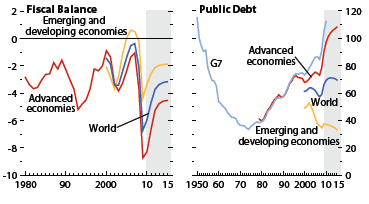 Fiscal Balance
Emerging and
developing economies
Advanced
economies
World
2
0
-2
-4
-6
-8
-10
1980 90 2000 10 15
Public Debt
G7
Advanced
economies
World
Emerging and
developing economies
120
100
80
60
40
20
0
1950 60 70 80 90 2000 10 15